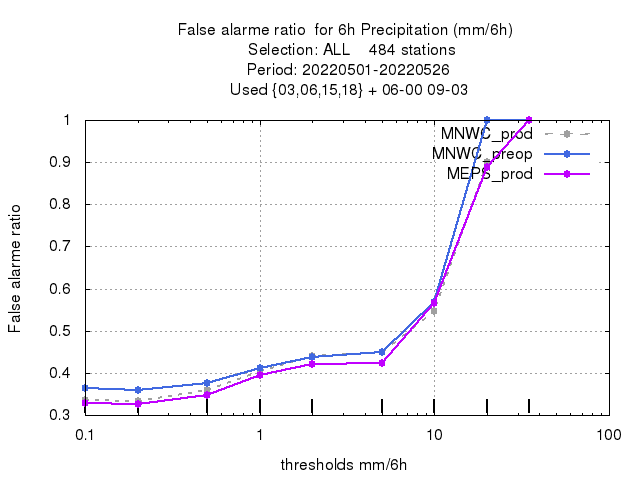 False alarme ratio  for 6h Precipitation (mm/6h)
Selection: ALL    484 stations
Period: 20220501-20220526
Used {03,06,15,18} + 06-00 09-03
1
MNWC_prod
MNWC_preop
0.9
MEPS_prod
0.8
0.7
0.6
0.5
0.4
0.3
False alarme ratio
0.1 1 10 100
thresholds mm/6h